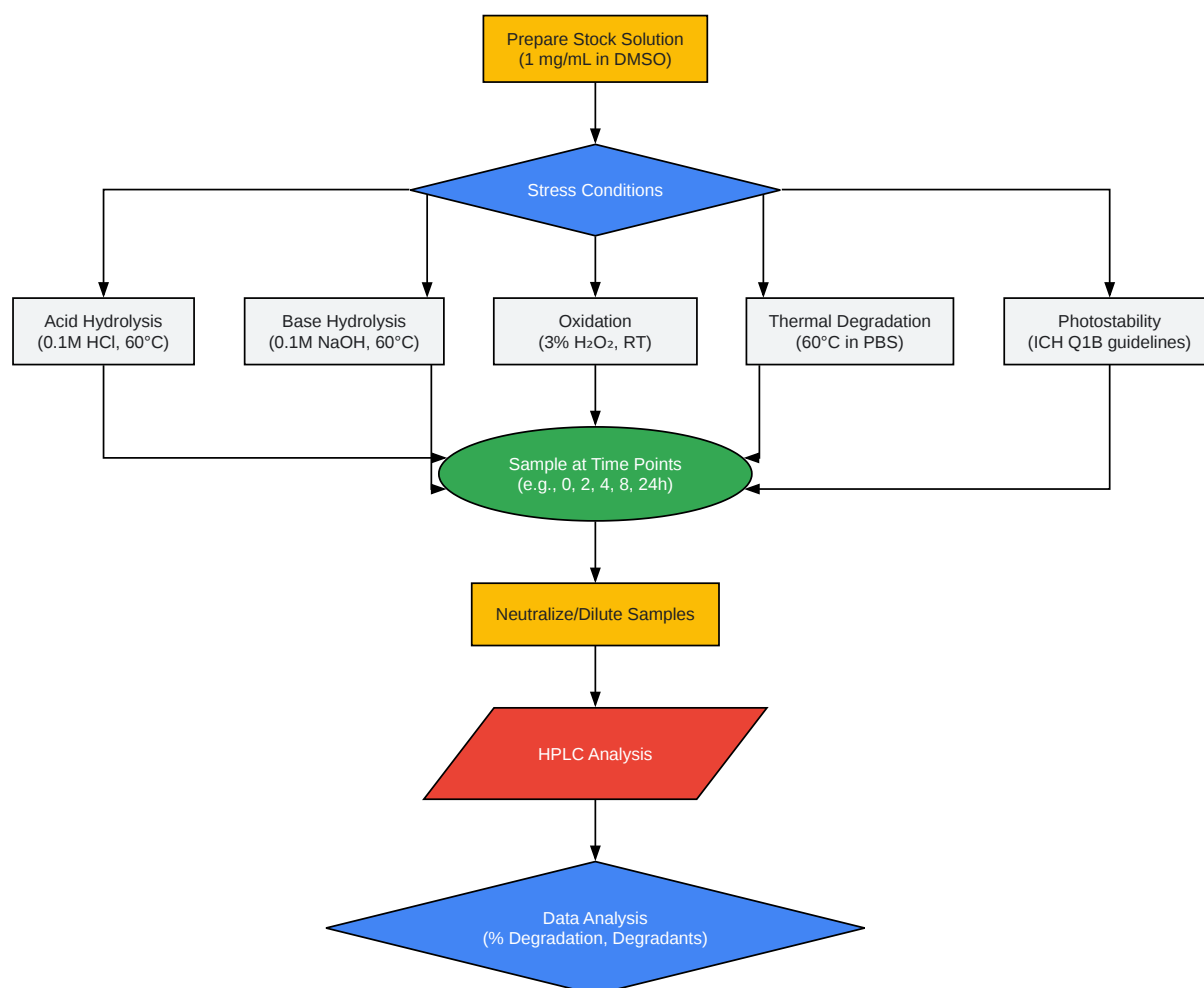 Prepare Stock Solution
(1 mg/mL in DMSO)
Stress Conditions
Acid Hydrolysis
(0.1M HCl, 60°C)
Base Hydrolysis
(0.1M NaOH, 60°C)
Oxidation
(3% H₂O₂, RT)
Thermal Degradation
(60°C in PBS)
Photostability
(ICH Q1B guidelines)
Sample at Time Points
(e.g., 0, 2, 4, 8, 24h)
Neutralize/Dilute Samples
HPLC Analysis
Data Analysis
(% Degradation, Degradants)